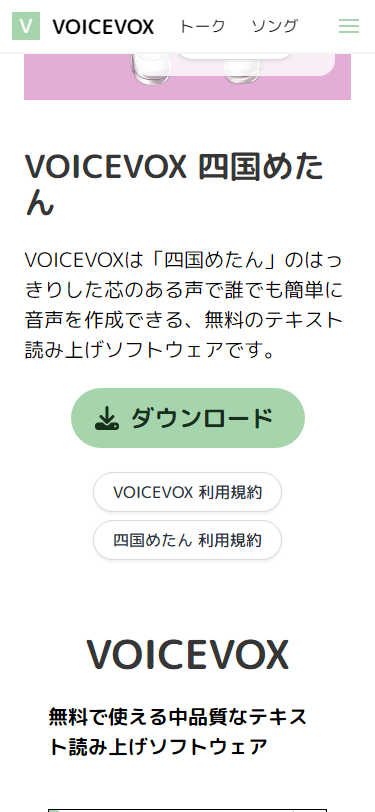 V VOICEVOX トーク ソング
VOICEVOX 四国めた
ん
VOICEVOXは「四国めたん」のはっ
きりした芯のある声で誰でも簡単に
音声を作成できる、無料のテキスト
読み上げソフトウェアです。
ダウンロード
VOICEVOX 利用規約
四国めたん 利用規約
VOICEVOX
無料で使える中品質なテキス
ト読み上げソフトウェア